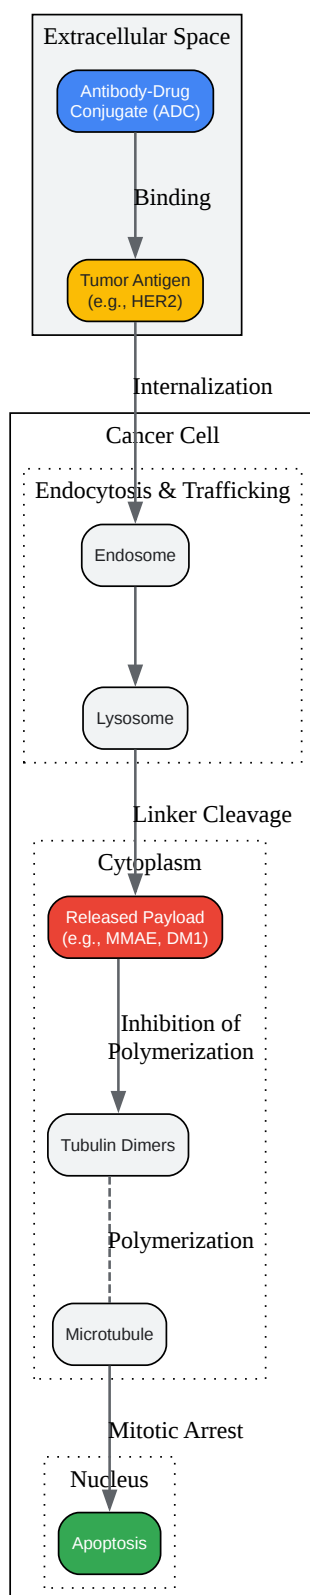 Extracellular Space
Antibody-Drug
Conjugate (ADC)
Binding
Tumor Antigen
(e.g., HER2)
Internalization
Cancer Cell
Endocytosis & Trafficking
Endosome
Lysosome
Linker Cleavage
Cytoplasm
Released Payload
(e.g., MMAE, DM1)
Inhibition of
Polymerization
Tubulin Dimers
Polymerization
Microtubule
Mitotic Arrest
Nucleus
Apoptosis